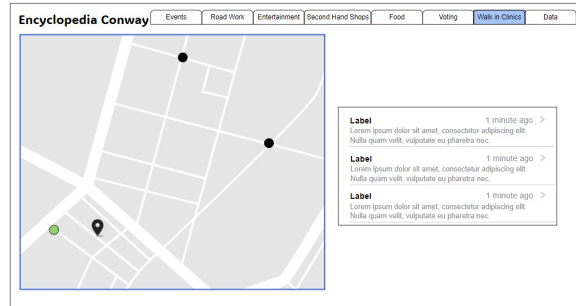 Encyclopedia Conway
Events
Road Work
Entertainment
Second Hand Shops
Food
Voting
Walk in Clinics
Data
Label 1 minute ago >
Lorem ipsum dolor sit amet, consectetur adipiscing elit.
Nulla quam velit, vulputate eu pharetra nec.
Label 1 minute ago >
Lorem ipsum dolor sit amet, consectetur adipiscing elit.
Nulla quam velit, vulputate eu pharetra nec.
Label 1 minute ago >
Lorem ipsum dolor sit amet, consectetur adipiscing elit.
Nulla quam velit, vulputate eu pharetra nec.